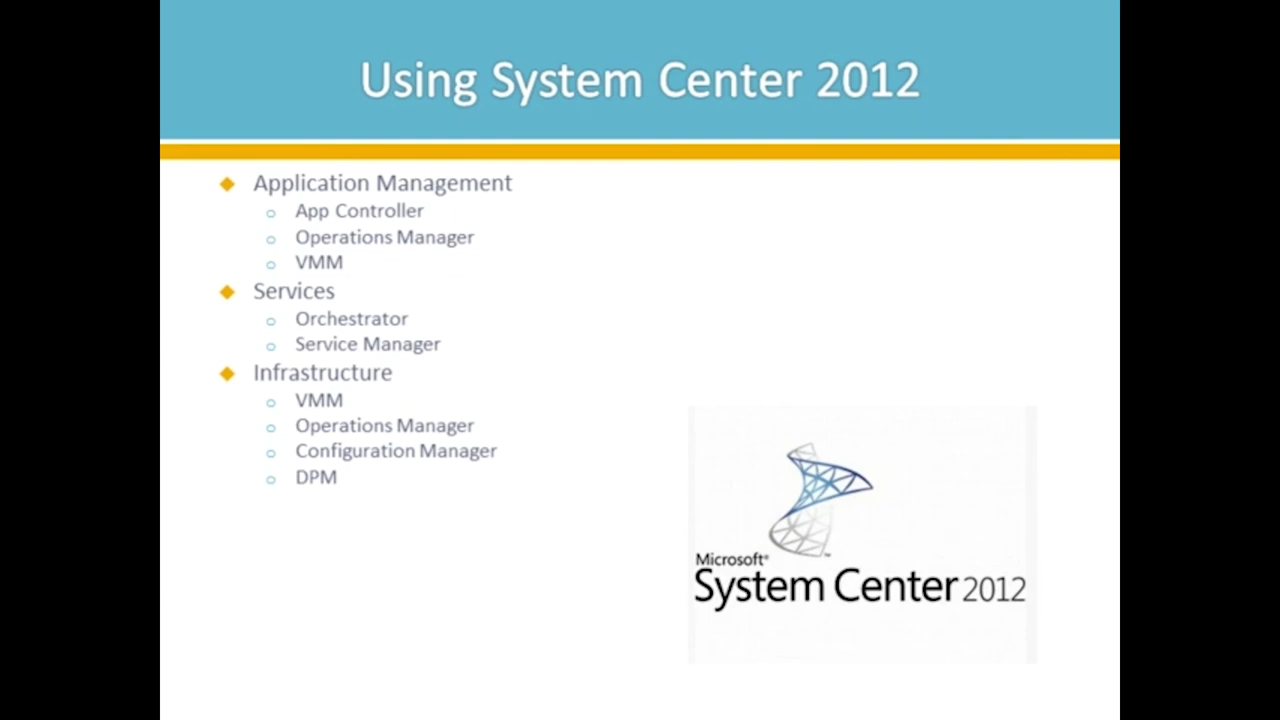 Using System Center 2012
Application Management
App Controller
Operations Manager
VMM
Services
Orchestrator
Service Manager
Infrastructure
VMM
Operations Manager
Configuration Manager
DPM
Microsoft®
System Center 2012